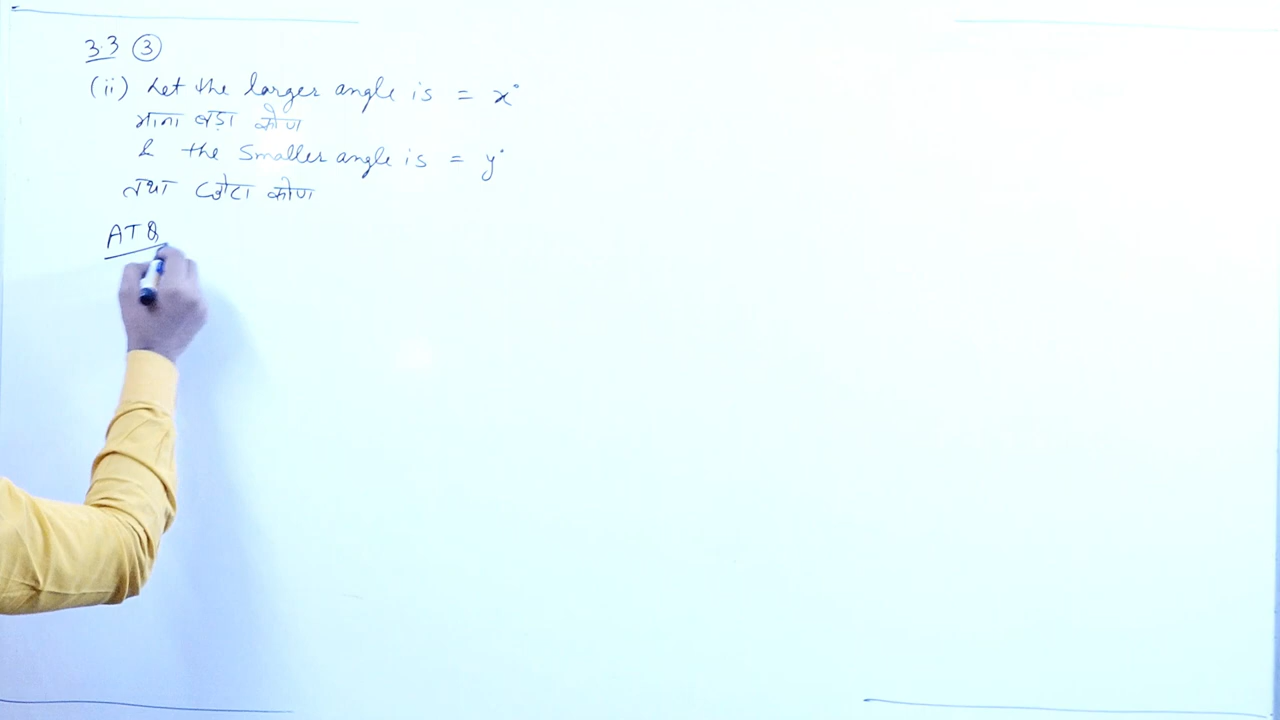 3.3 ③
(ii) Let the larger angle is = x°
माना बड़ा कोण
& the smaller angle is = y°
तथा छोटा कोण
ATQ